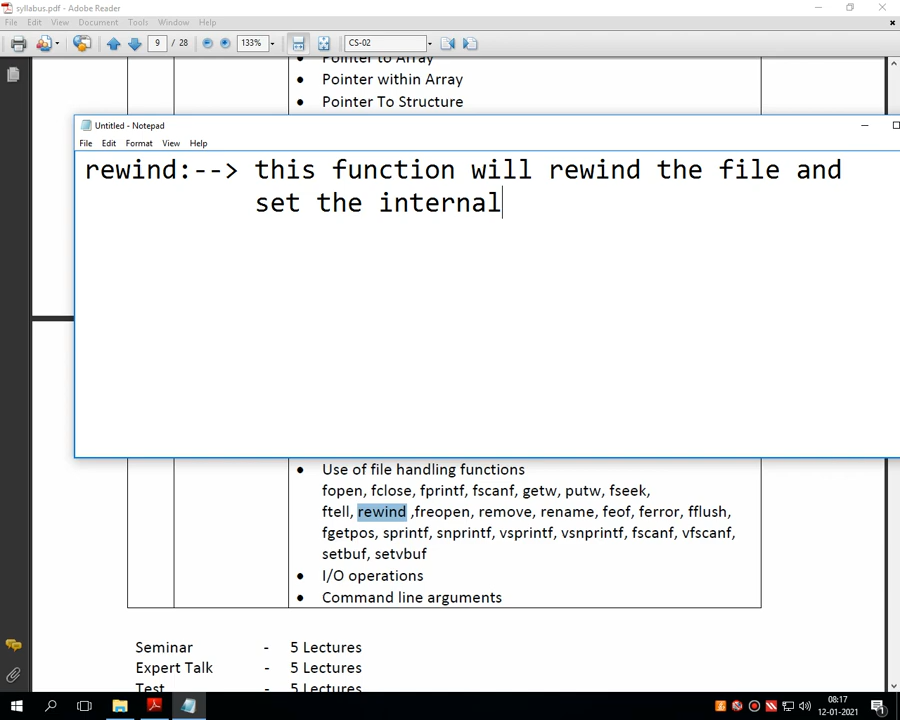 syllabus.pdf - Adobe Reader
File Edit View Document Tools Window Help
9 / 28 133% CS-02
Pointer to Array
• Pointer within Array
• Pointer To Structure
Untitled - Notepad
File Edit Format View Help
rewind:--> this function will rewind the file and
set the internal
• Use of file handling functions
fopen, fclose, fprintf, fscanf, getw, putw, fseek,
ftell, rewind ,freopen, remove, rename, feof, ferror, fflush,
fgetpos, sprintf, snprintf, vsprintf, vsnprintf, fscanf, vfscanf,
setbuf, setvbuf
• I/O operations
• Command line arguments
Seminar - 5 Lectures
Expert Talk - 5 Lectures
Test - 5 Lectures
08:17
12-01-2021
1